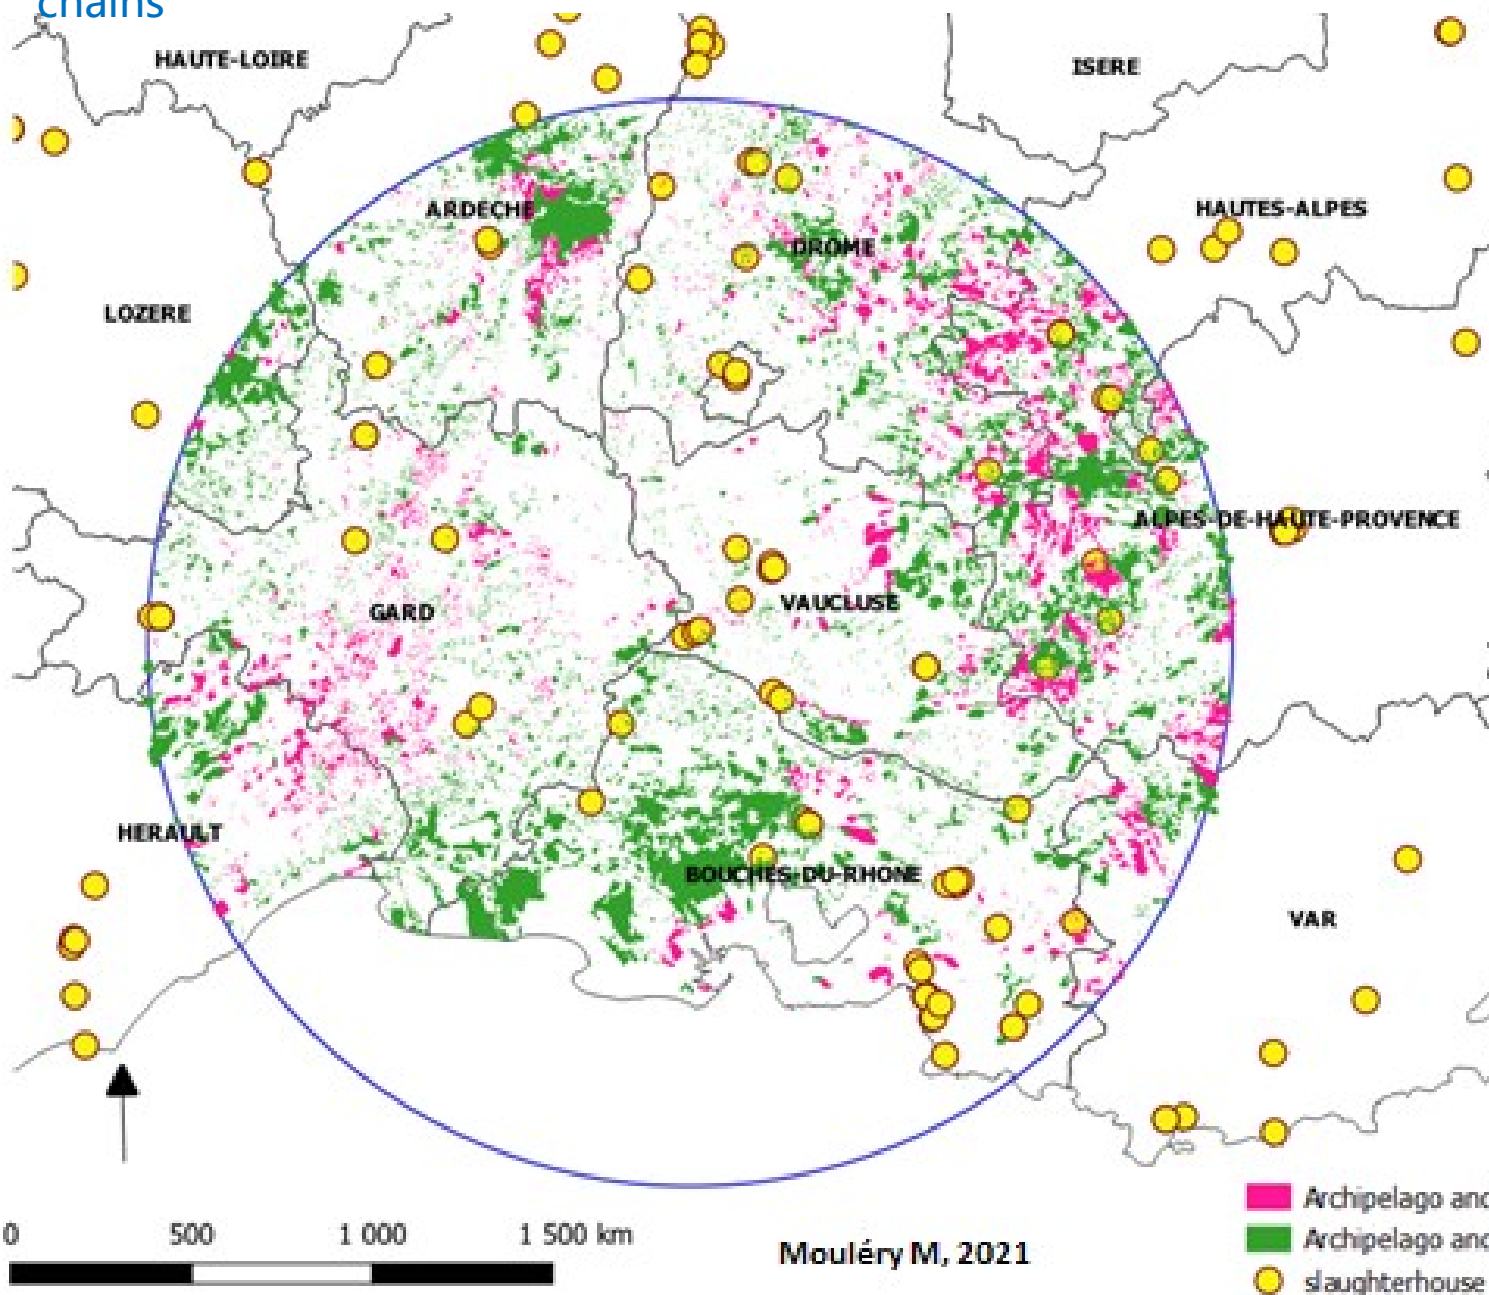 chains
HAUTE-LOIRE
ISERE
ARDECHE
HAUTES-ALPES
DROME
LOZERE
ALPES-DE-HAUTE-PROVENCE
GARD
VAUCLUSE
HERAULT
BOUCHES-DU-RHONE
VAR
0 500 1 000 1 500 km
Mouléry M, 2021
Archipelago and
Archipelago and
slaughterhouse